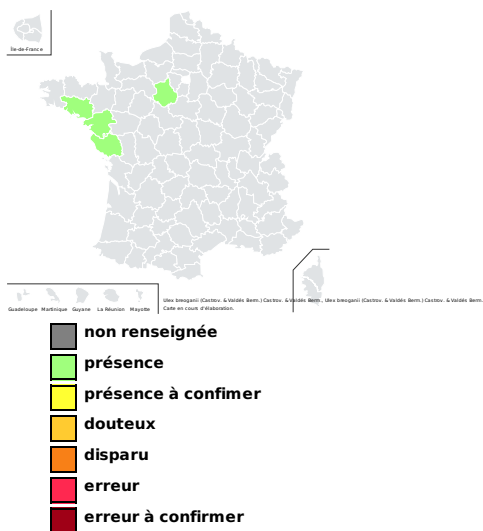 Île-de-France
Guadeloupe Martinique Guyane La Réunion Mayotte
Ulex breoganii (Castrov. & Valdés Berm.) Castrov. & Valdés Berm., Ulex breoganii (Castrov. & Valdés Berm.) Castrov. & Valdés Berm.
Carte en cours d'élaboration.
non renseignée
présence
présence à confimer
douteux
disparu
erreur
erreur à confirmer